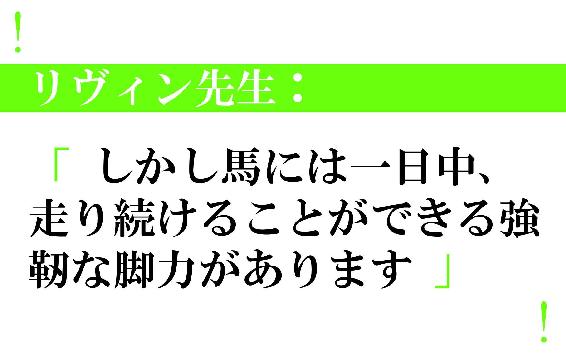 !
リヴィン先生：
「 しかし馬には一日中、
走り続けることができる強
靭な脚力があります 」
!